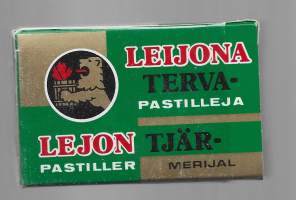 LEIJONA
TERVA-
PASTILLEJA
LEJON TJÄR-
PASTILLER MERIJAL